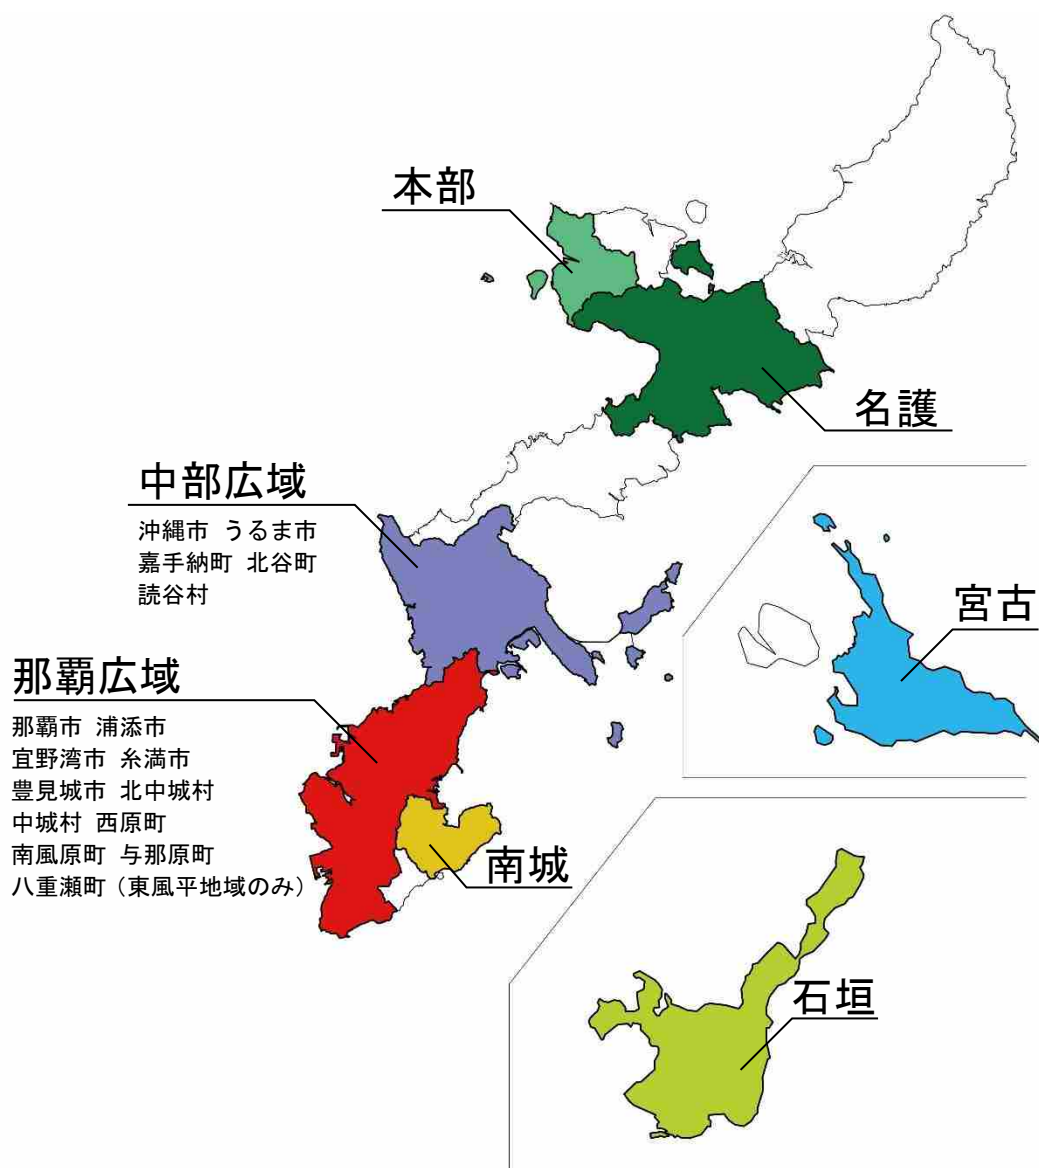 本部
名護
中部広域
沖縄市 うるま市
嘉手納町 北谷町
読谷村
宮古
那覇広域
那覇市 浦添市
宜野湾市 糸満市
豊見城市 北中城村
中城村 西原町
南風原町 与那原町
八重瀬町（東風平地域のみ）
南城
石垣